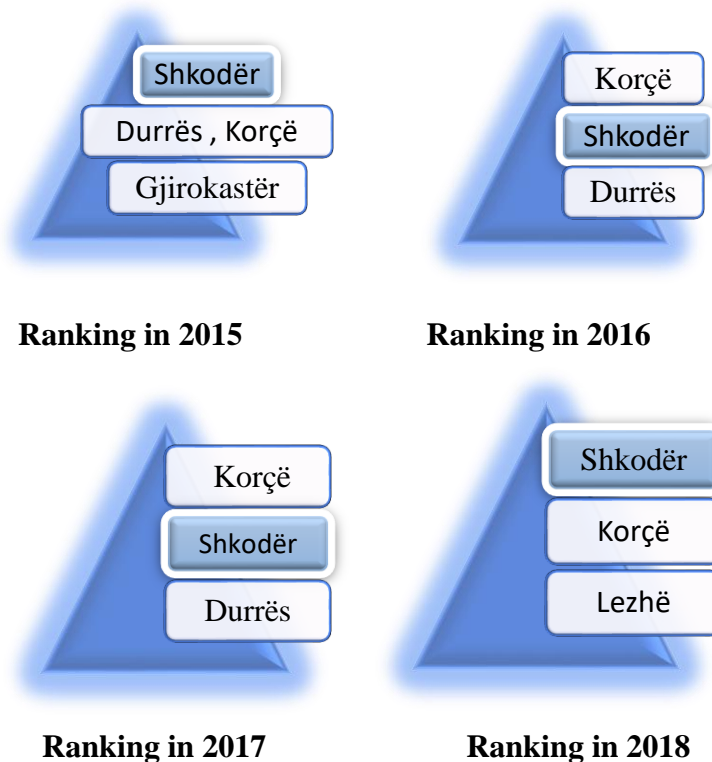 Shkodër
Durrës , Korçë
Gjirokastër
Ranking in 2015
Korçë
Shkodër
Durrës
Ranking in 2016
Korçë
Shkodër
Durrës
Ranking in 2017
Shkodër
Korçë
Lezhë
Ranking in 2018